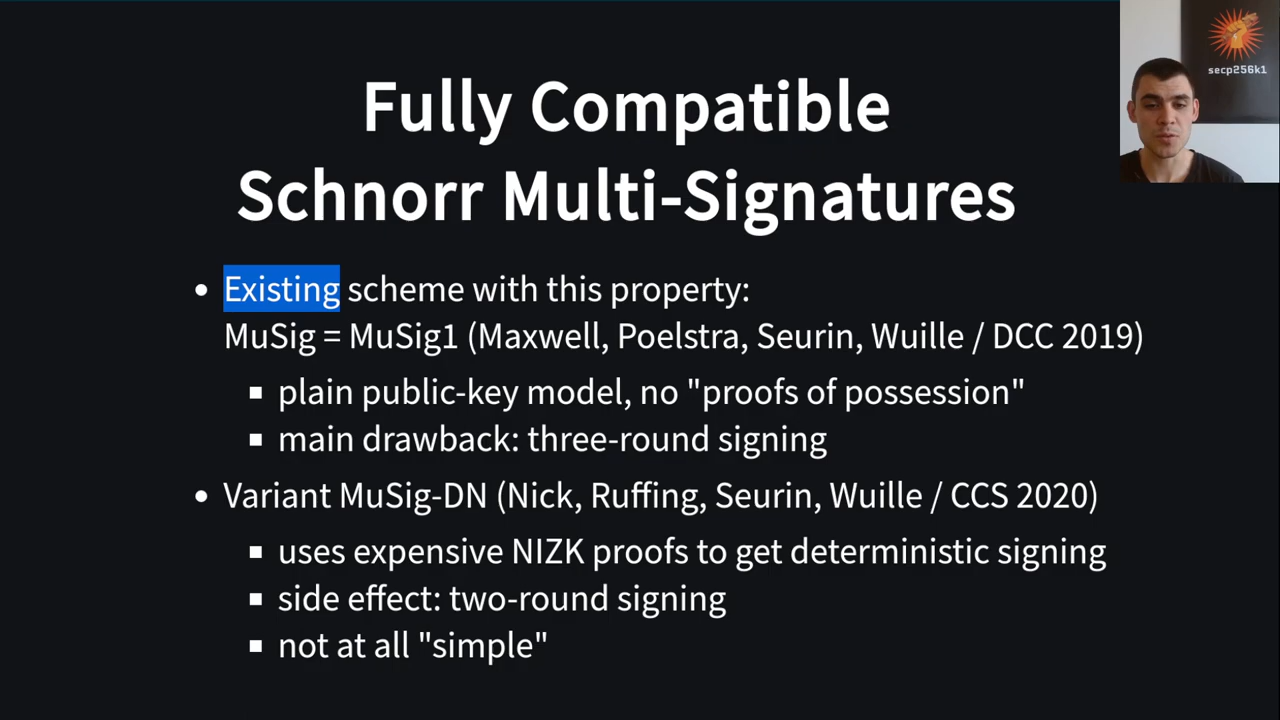 secp256k1
Fully Compatible
Schnorr Multi-Signatures
• Existing scheme with this property:
MuSig = MuSig1 (Maxwell, Poelstra, Seurin, Wuille / DCC 2019)
▪ plain public-key model, no "proofs of possession"
▪ main drawback: three-round signing
• Variant MuSig-DN (Nick, Ruffing, Seurin, Wuille / CCS 2020)
▪ uses expensive NIZK proofs to get deterministic signing
▪ side effect: two-round signing
▪ not at all "simple"